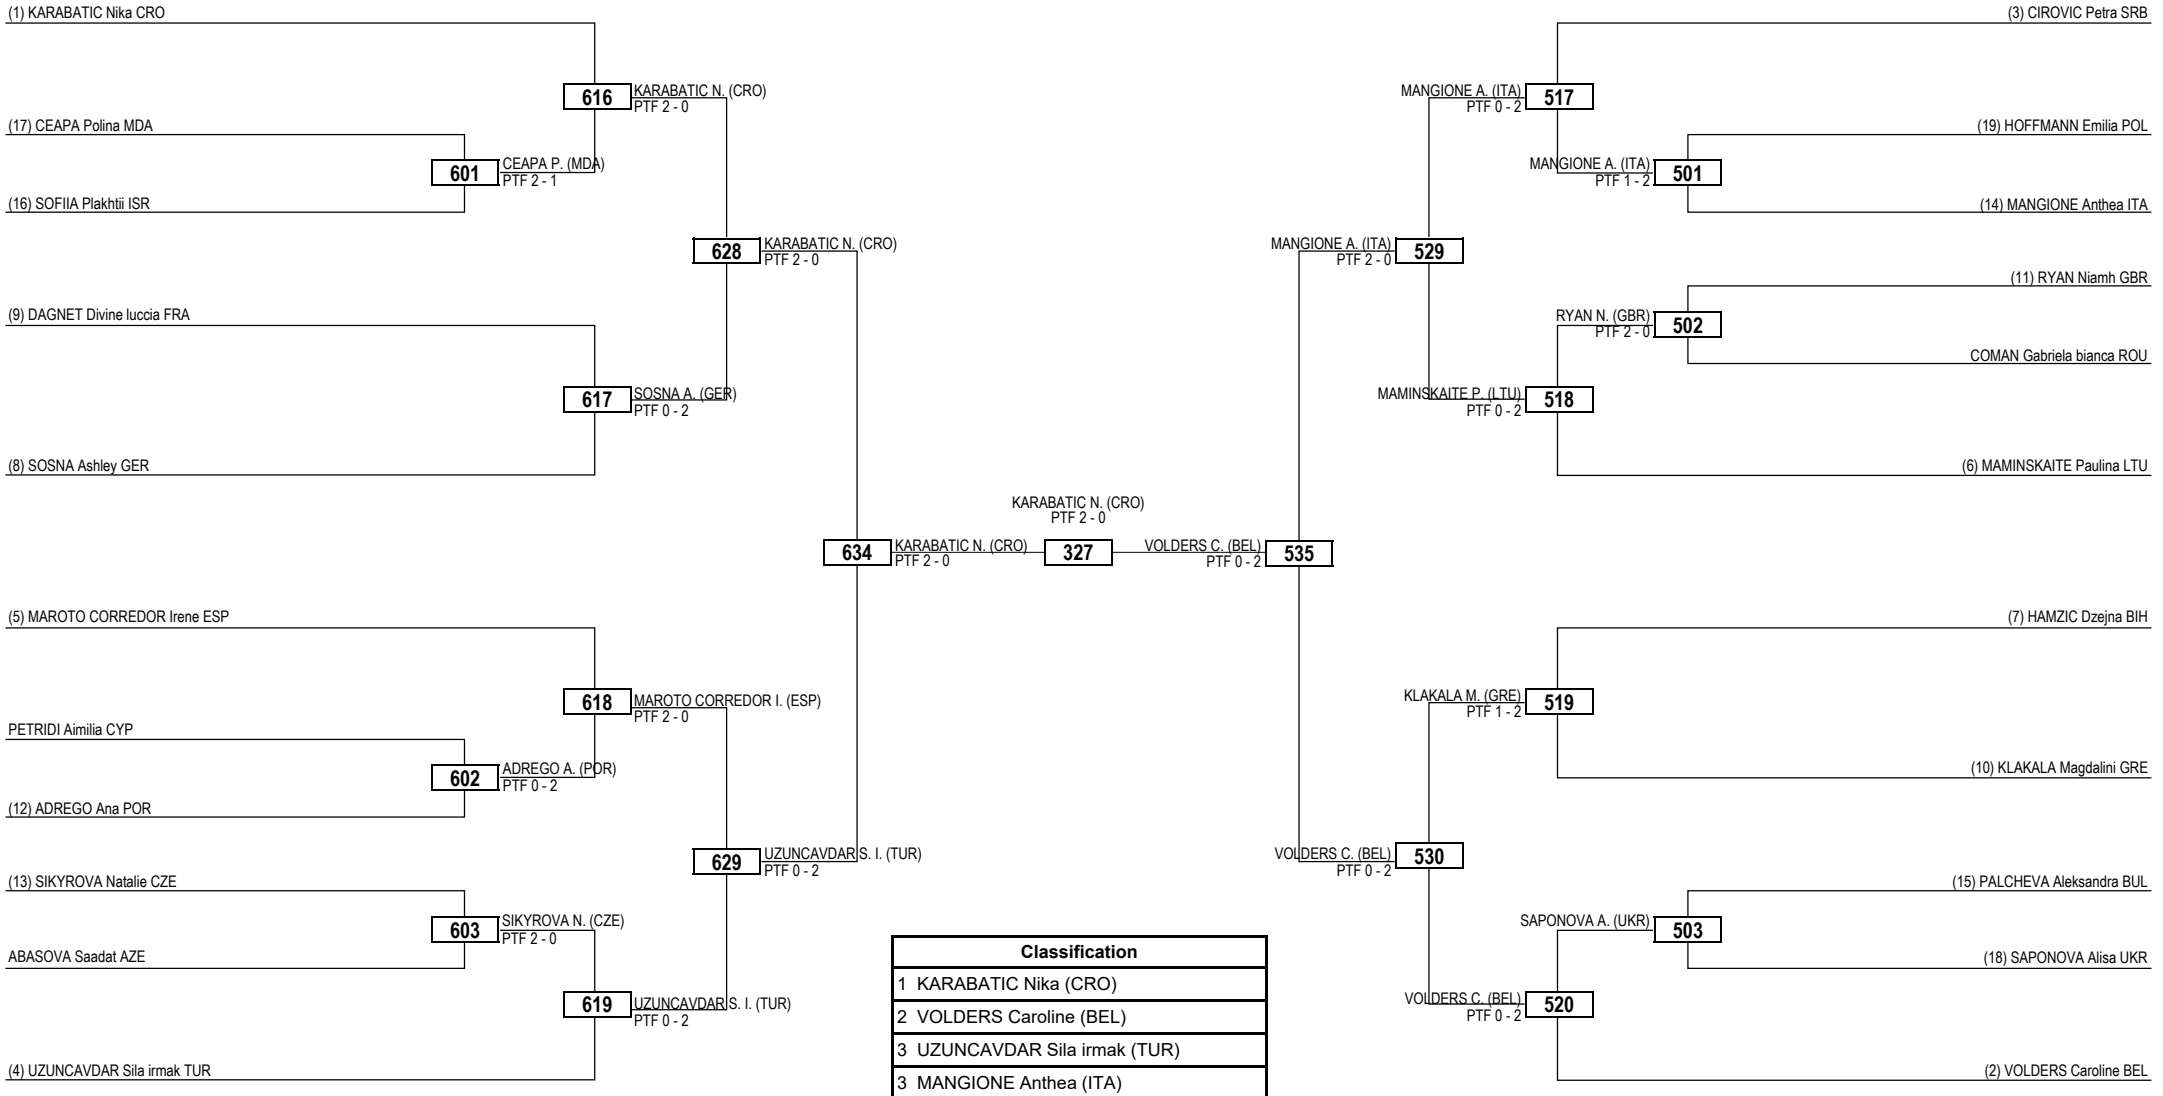 (1) KARABATIC Nika CRO
616
KARABATIC N. (CRO)
PTF 2 - 0
(17) CEAPA Polina MDA
601
CEAPA P. (MDA)
PTF 2 - 1
(16) SOFIIA Plakhtii ISR
628
KARABATIC N. (CRO)
PTF 2 - 0
(9) DAGNET Divine luccia FRA
617
SOSNA A. (GER)
PTF 0 - 2
(8) SOSNA Ashley GER
634
KARABATIC N. (CRO)
PTF 2 - 0
(5) MAROTO CORREDOR Irene ESP
618
MAROTO CORREDOR I. (ESP)
PTF 2 - 0
PETRIDI Aimilia CYP
602
ADREGO A. (POR)
PTF 0 - 2
(12) ADREGO Ana POR
629
UZUNCAVDAR S. I. (TUR)
PTF 0 - 2
(13) SIKYROVA Natalie CZE
603
SIKYROVA N. (CZE)
PTF 2 - 0
ABASOVA Saadat AZE
619
UZUNCAVDAR S. I. (TUR)
PTF 0 - 2
(4) UZUNCAVDAR Sila irmak TUR
KARABATIC N. (CRO)
PTF 2 - 0
327
(3) CIROVIC Petra SRB
MANGIONE A. (ITA)
PTF 0 - 2
517
(19) HOFFMANN Emilia POL
MANGIONE A. (ITA)
PTF 1 - 2
501
(14) MANGIONE Anthea ITA
MANGIONE A. (ITA)
PTF 2 - 0
529
(11) RYAN Niamh GBR
RYAN N. (GBR)
PTF 2 - 0
502
COMAN Gabriela bianca ROU
MAMINSKAITE P. (LTU)
PTF 0 - 2
518
(6) MAMINSKAITE Paulina LTU
VOLDERS C. (BEL)
PTF 0 - 2
535
(7) HAMZIC Dzejna BIH
KLAKALA M. (GRE)
PTF 1 - 2
519
(10) KLAKALA Magdalini GRE
VOLDERS C. (BEL)
PTF 0 - 2
530
(15) PALCHEVA Aleksandra BUL
SAPONOVA A. (UKR)
503
(18) SAPONOVA Alisa UKR
VOLDERS C. (BEL)
PTF 0 - 2
520
(2) VOLDERS Caroline BEL
Classification
1 KARABATIC Nika (CRO)
2 VOLDERS Caroline (BEL)
3 UZUNCAVDAR Sila irmak (TUR)
3 MANGIONE Anthea (ITA)